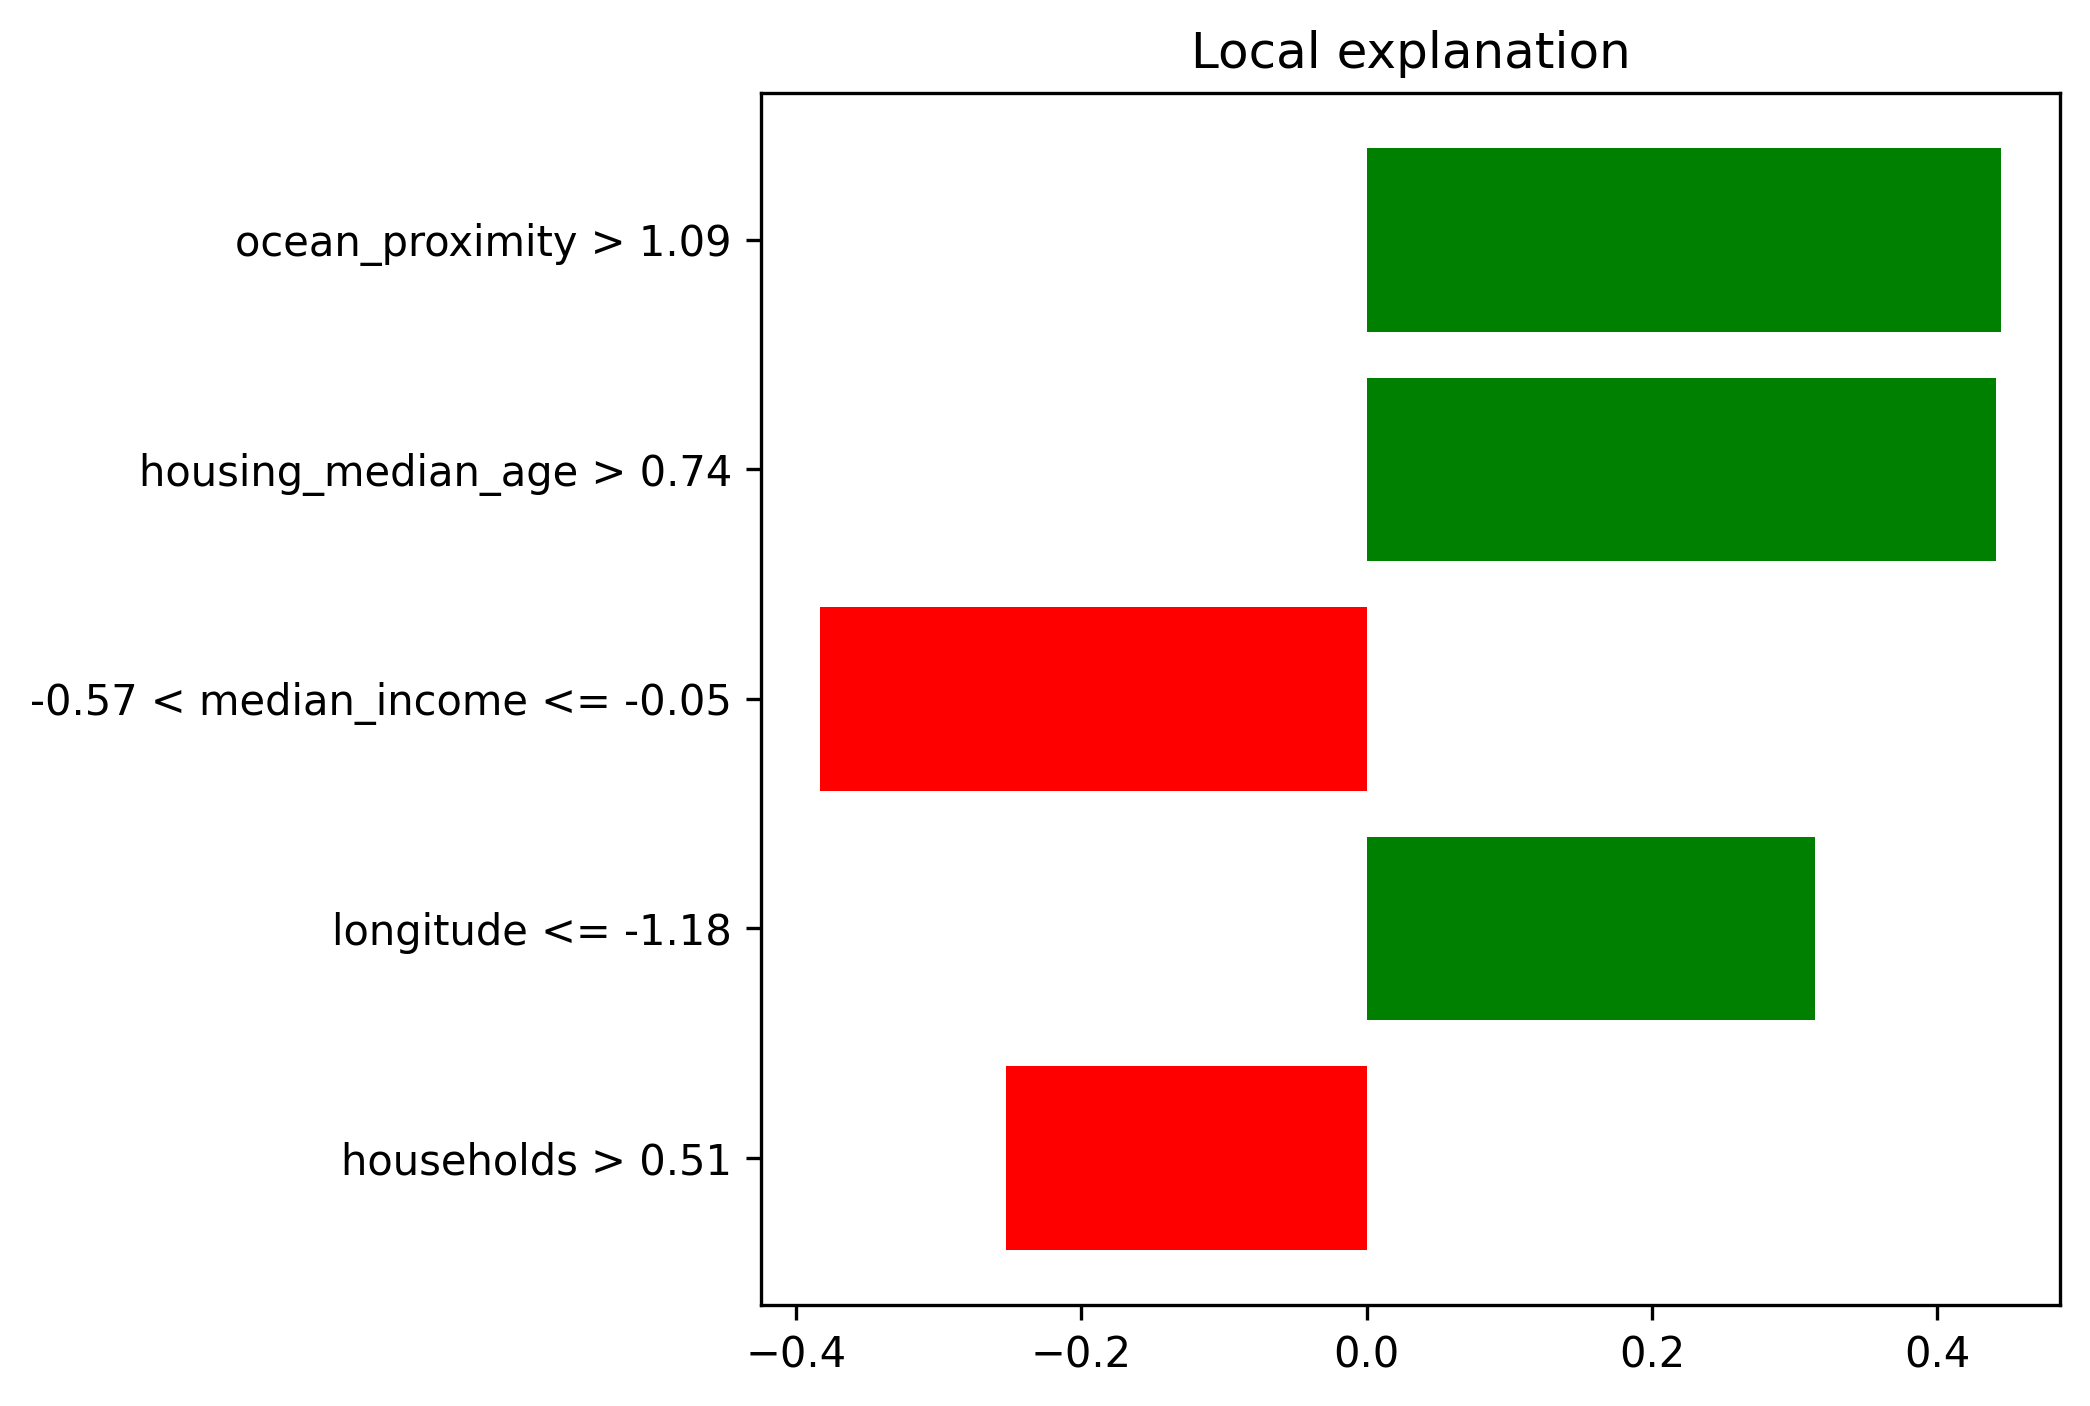 Local explanation
ocean_proximity > 1.09
housing_median_age > 0.74
-0.57 < median_income <= -0.05
longitude <= -1.18
households > 0.51
−0.4 −0.2 0.0 0.2 0.4